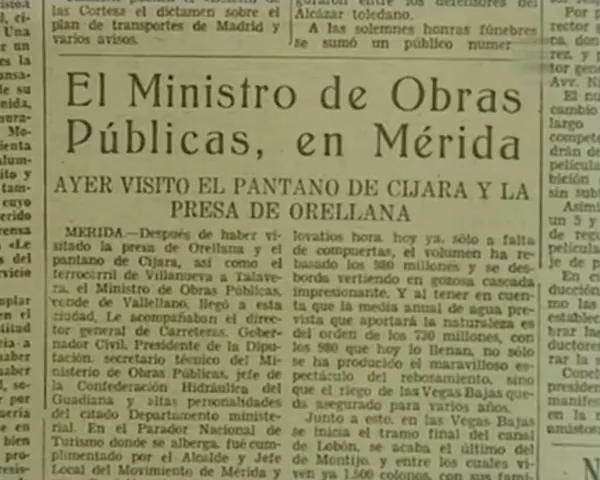 las Cortes el dictamen sobre el
plan de transportes de Madrid y
varios avisos.
Alcázar toledano.
A las solemnes honras fúnebres
se sumó un público numer
El Ministro de Obras
Públicas, en Mérida
AYER VISITO EL PANTANO DE CIJARA Y LA
PRESA DE ORELLANA
MERIDA.—Después de haber vi-
sitado la presa de Orellana y el
pantano de Cijara, así como el
ferrocarril de Villanueva a Talave-
ra, el Ministro de Obras Públicas,
conde de Vallellano, llegó a esta
ciudad. Le acompañaban el direc-
tor general de Carreteras, Gober-
nador Civil, Presidente de la Dipu-
tación, secretario técnico del Mi-
nisterio de Obras Públicas, jefe de
la Confederación Hidráulica del
Guadiana y altas personalidades
del citado Departamento ministe-
rial. En el Parador Nacional de
Turismo donde se alberga, fué cum-
plimentado por el Alcalde y Jefe
Local del Movimiento de Mérida y
lovatios hora, hoy ya, sólo a falta
de compuertas, el volumen ha re-
basado los 980 millones y se des-
borda vertiendo en gozosa cascada
impresionante. Y al tener en cuen-
ta que la media anual de agua pre-
vista que aportará la naturaleza es
del orden de los 730 millones, con
los 980 que hoy lo llenan, no sólo
se ha producido el maravilloso es-
pectáculo del rebosamiento, sino
que el riego de las Vegas Bajas que-
da asegurado para varios años.
Junto a esto, en las Vegas Bajas
se inicia el tramo final del canal
de Lobón, se acaba el último del
de Montijo, y entre los cuales vi-
ven ya 1.500 colonos, con sus fami-